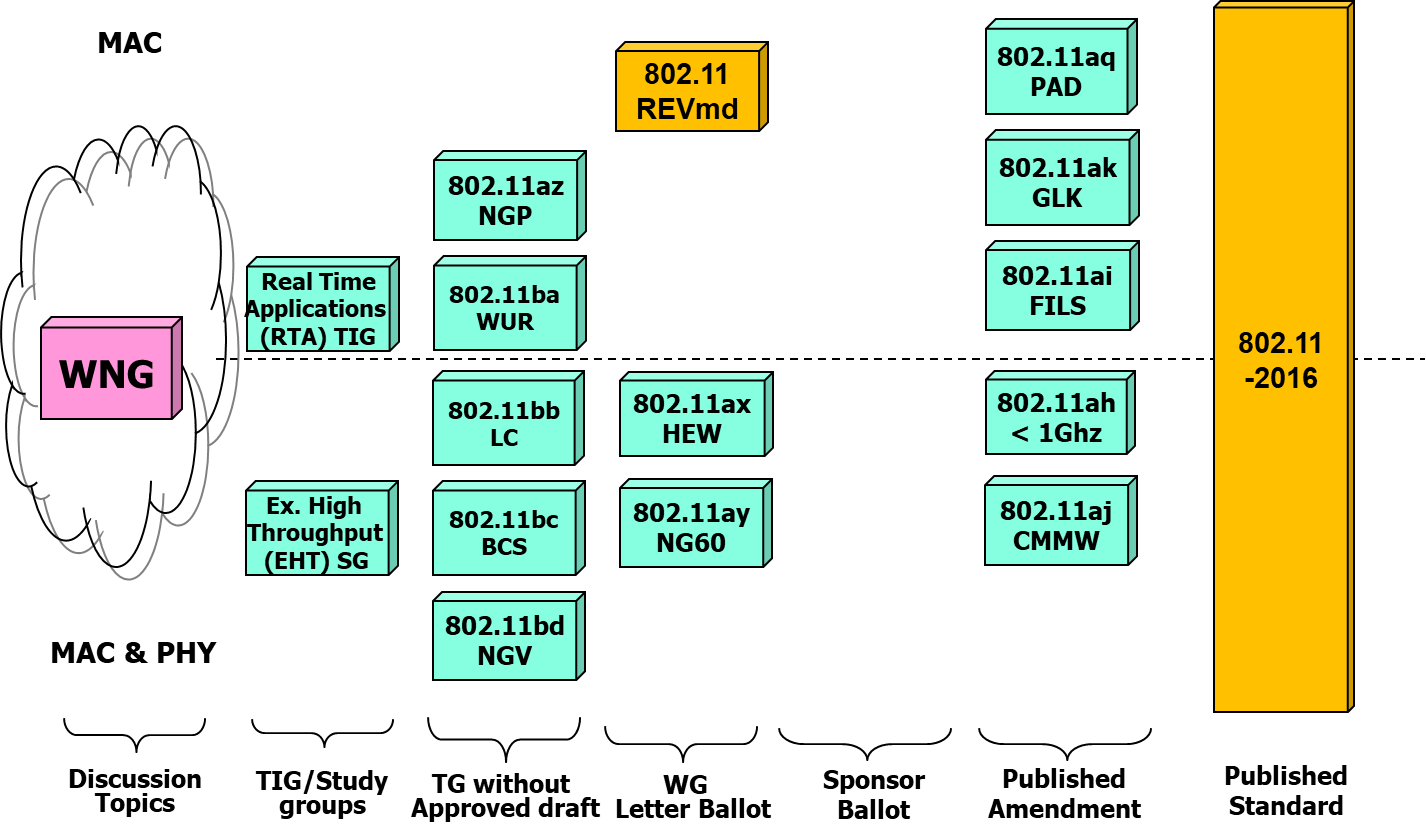 MAC
802.11
REVmd
802.11aq
PAD
802.11az
NGP
802.11ak
GLK
Real Time
Applications
(RTA) TIG
802.11ba
WUR
802.11ai
FILS
WNG
802.11
-2016
802.11bb
LC
802.11ax
HEW
802.11ah
< 1Ghz
Ex. High
Throughput
(EHT) SG
802.11bc
BCS
802.11ay
NG60
802.11aj
CMMW
802.11bd
NGV
MAC & PHY
Discussion
Topics
TIG/Study
groups
TG without
Approved draft
WG
Letter Ballot
Sponsor
Ballot
Published
Amendment
Published
Standard